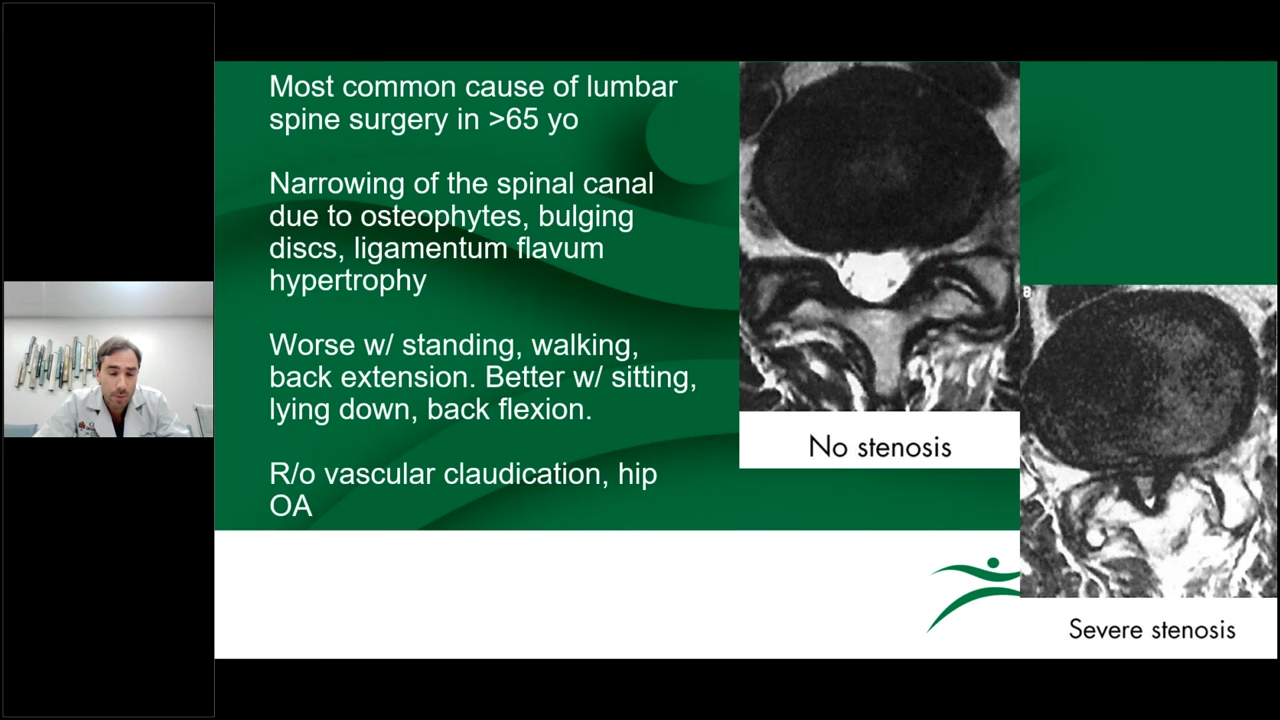 Most common cause of lumbar
spine surgery in >65 yo
Narrowing of the spinal canal
due to osteophytes, bulging
discs, ligamentum flavum
hypertrophy
Worse w/ standing, walking,
back extension. Better w/ sitting,
lying down, back flexion.
R/o vascular claudication, hip
OA
No stenosis
B
Severe stenosis